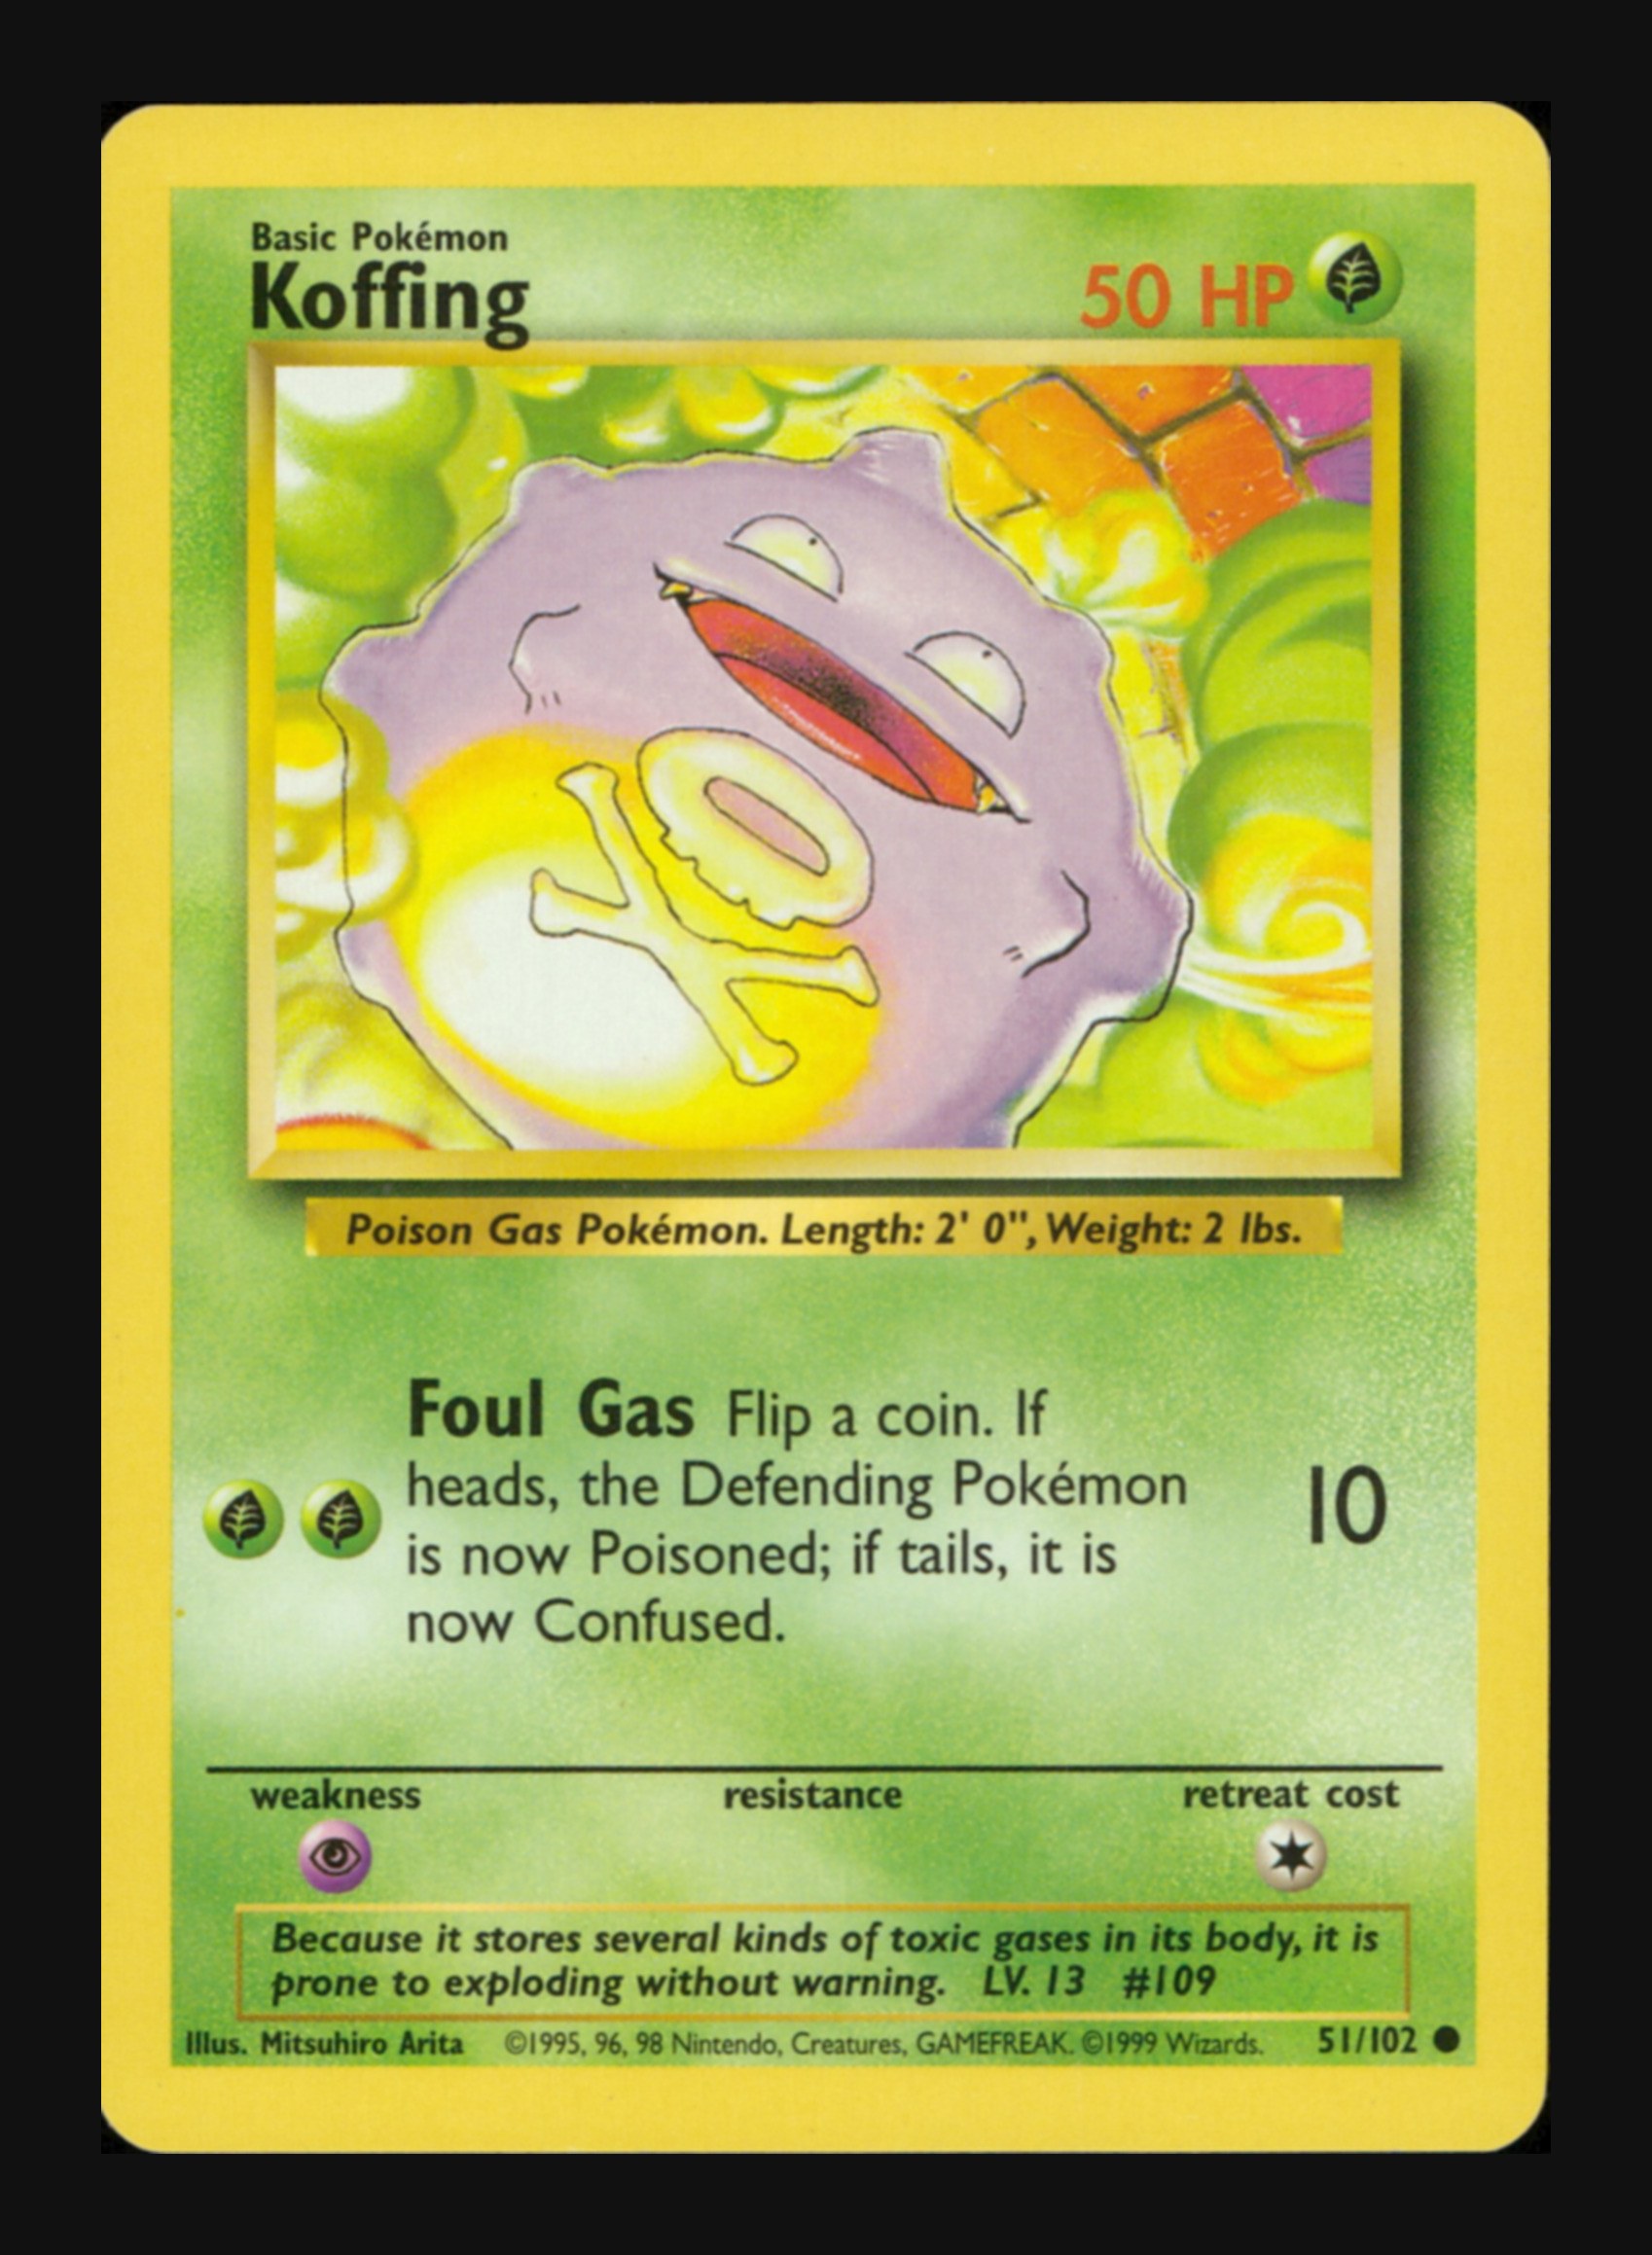 Basic Pokémon
Koffing
50 HP
Poison Gas Pokémon. Length: 2' 0", Weight: 2 lbs.
Foul Gas Flip a coin. If
heads, the Defending Pokémon
is now Poisoned; if tails, it is
now Confused.
10
weakness resistance retreat cost
Because it stores several kinds of toxic gases in its body, it is
prone to exploding without warning. LV. 13 #109
Illus. Mitsuhiro Arita ©1995, 96, 98 Nintendo, Creatures, GAMEFREAK. ©1999 Wizards. 51/102